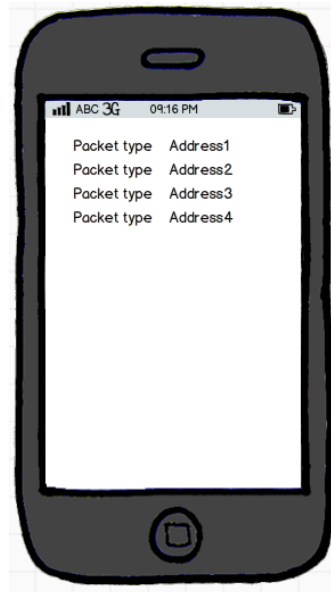 ABC 3G 09:16 PM
Packet type Address1
Packet type Address2
Packet type Address3
Packet type Address4